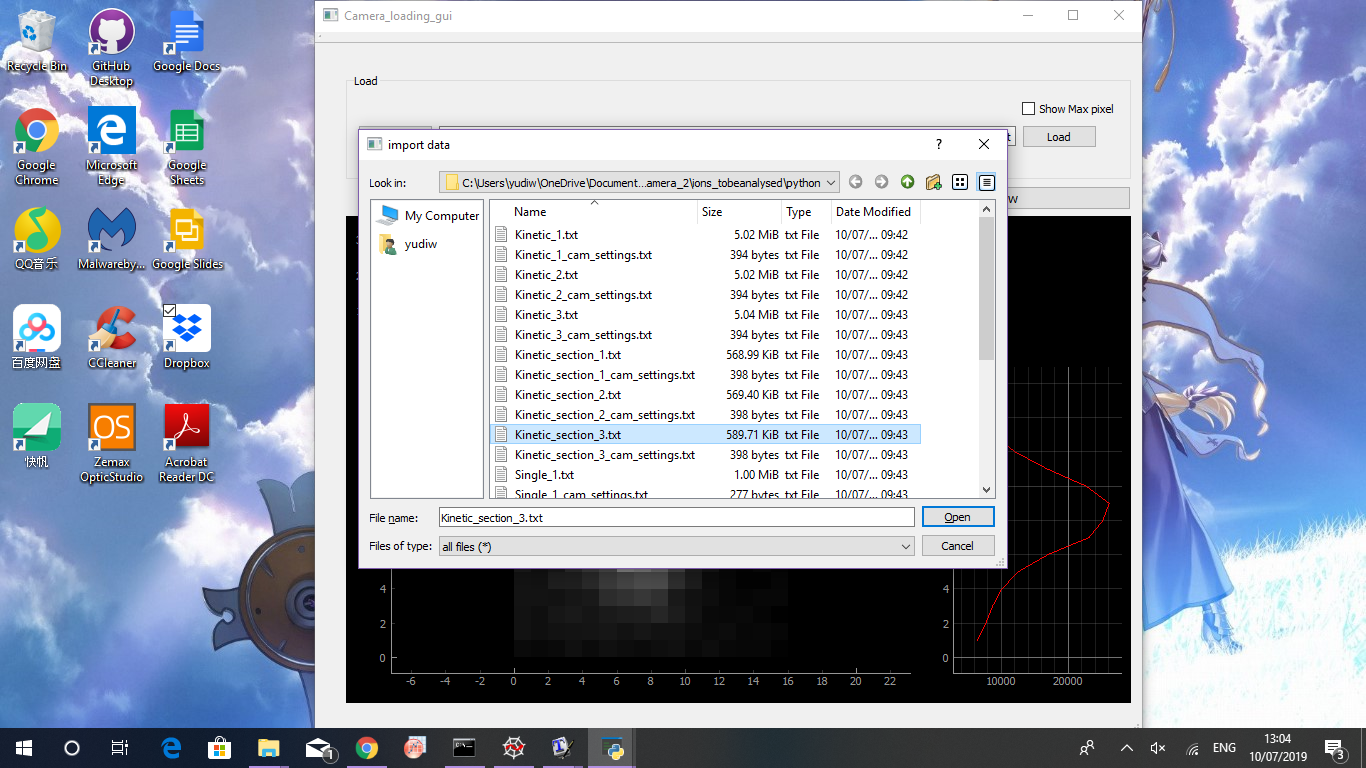 Recycle Bin
GitHub
Desktop
Google Docs
Google
Chrome
Microsoft
Edge
Google
Sheets
QQ音乐
Malwareby...
Google Slides
百度网盘
CCleaner
Dropbox
快帆
Zemax
OpticStudio
Acrobat
Reader DC
Camera_loading_gui
Load
Show Max pixel
Load
import data
?
Look in:
C:\Users\yudiw\OneDrive\Document...amera_2\ions_tobeanalysed\python
My Computer
yudiw
Name Size Type Date Modified
Kinetic_1.txt 5.02 MiB txt File 10/07/... 09:42
Kinetic_1_cam_settings.txt 394 bytes txt File 10/07/... 09:42
Kinetic_2.txt 5.02 MiB txt File 10/07/... 09:42
Kinetic_2_cam_settings.txt 394 bytes txt File 10/07/... 09:42
Kinetic_3.txt 5.04 MiB txt File 10/07/... 09:43
Kinetic_3_cam_settings.txt 394 bytes txt File 10/07/... 09:43
Kinetic_section_1.txt 568.99 KiB txt File 10/07/... 09:43
Kinetic_section_1_cam_settings.txt 398 bytes txt File 10/07/... 09:43
Kinetic_section_2.txt 569.40 KiB txt File 10/07/... 09:43
Kinetic_section_2_cam_settings.txt 398 bytes txt File 10/07/... 09:43
Kinetic_section_3.txt 589.71 KiB txt File 10/07/... 09:43
Kinetic_section_3_cam_settings.txt 398 bytes txt File 10/07/... 09:43
Single_1.txt 1.00 MiB txt File 10/07/... 09:43
Single_1_cam_settings.txt 277 bytes txt File 10/07/... 09:43
File name: Kinetic_section_3.txt Open
Files of type: all files (*) Cancel
4 4
2 2
0 0
-6 -4 -2 0 2 4 6 8 10 12 14 16 18 20 22 10000 20000
1
ENG
13:04
10/07/2019
3